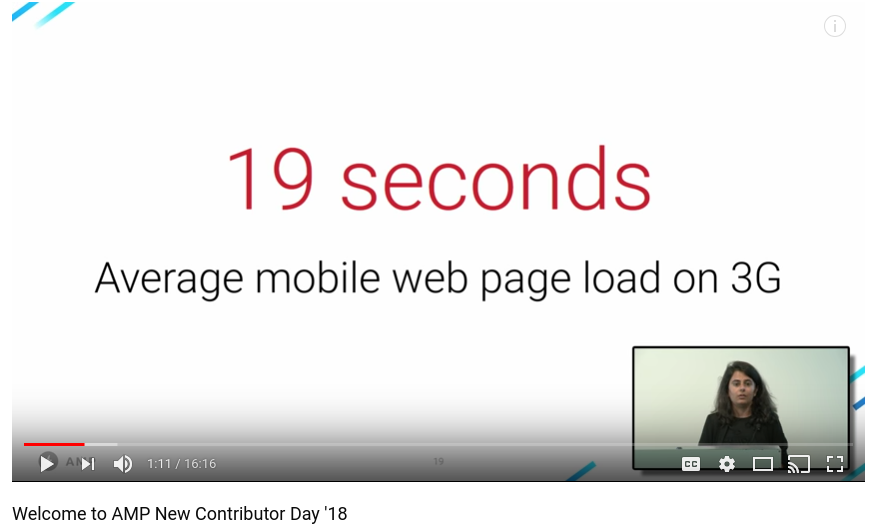 19 seconds
Average mobile web page load on 3G
AMP
19
1:11 / 16:16
CC
Welcome to AMP New Contributor Day '18